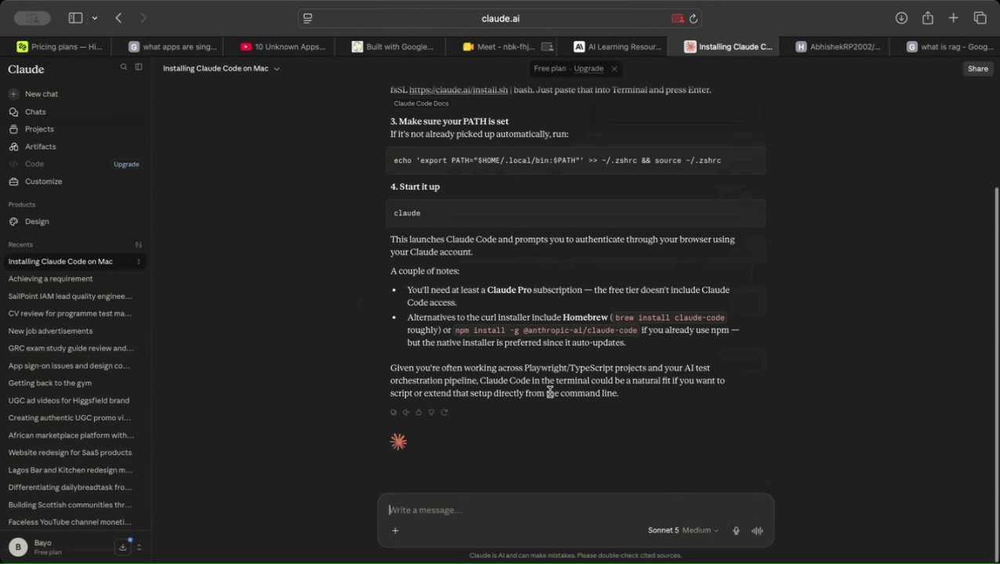 claude.ai
Pricing plans — Hi...
what apps are sing...
10 Unknown Apps...
Built with Google...
Meet - nbk-fhj...
AI Learning Resour...
Installing Claude C...
AbhishekRP2002/...
what is rag - Goog...
Claude
Installing Claude Code on Mac
Free plan · Upgrade
Share
New chat
Chats
Projects
Artifacts
Code Upgrade
Customize
Products
Design
Recents
Installing Claude Code on Mac
Achieving a requirement
SailPoint IAM lead quality enginee...
CV review for programme test ma...
New job advertisements
GRC exam study guide review and...
App sign-on issues and design co...
Getting back to the gym
UGC ad videos for Higgsfield brand
Creating authentic UGC promo vi...
African marketplace platform with...
Website redesign for SaaS products
Lagos Bar and Kitchen redesign m...
Differentiating dailybreadtask fro...
Building Scottish communities thr...
Faceless YouTube channel moneti...
B
Bayo
Free plan
fsSL https://claude.ai/install.sh | bash. Just paste that into Terminal and press Enter.
Claude Code Docs
3. Make sure your PATH is set
If it's not already picked up automatically, run:
echo 'export PATH="$HOME/.local/bin:$PATH"' >> ~/.zshrc && source ~/.zshrc
4. Start it up
claude
This launches Claude Code and prompts you to authenticate through your browser using
your Claude account.
A couple of notes:
• You'll need at least a Claude Pro subscription — the free tier doesn't include Claude
Code access.
• Alternatives to the curl installer include Homebrew ( brew install claude-code
roughly) or npm install -g @anthropic-ai/claude-code if you already use npm —
but the native installer is preferred since it auto-updates.
Given you're often working across Playwright/TypeScript projects and your AI test
orchestration pipeline, Claude Code in the terminal could be a natural fit if you want to
script or extend that setup directly from the command line.
Write a message...
Sonnet 5 Medium
Claude is AI and can make mistakes. Please double-check cited sources.